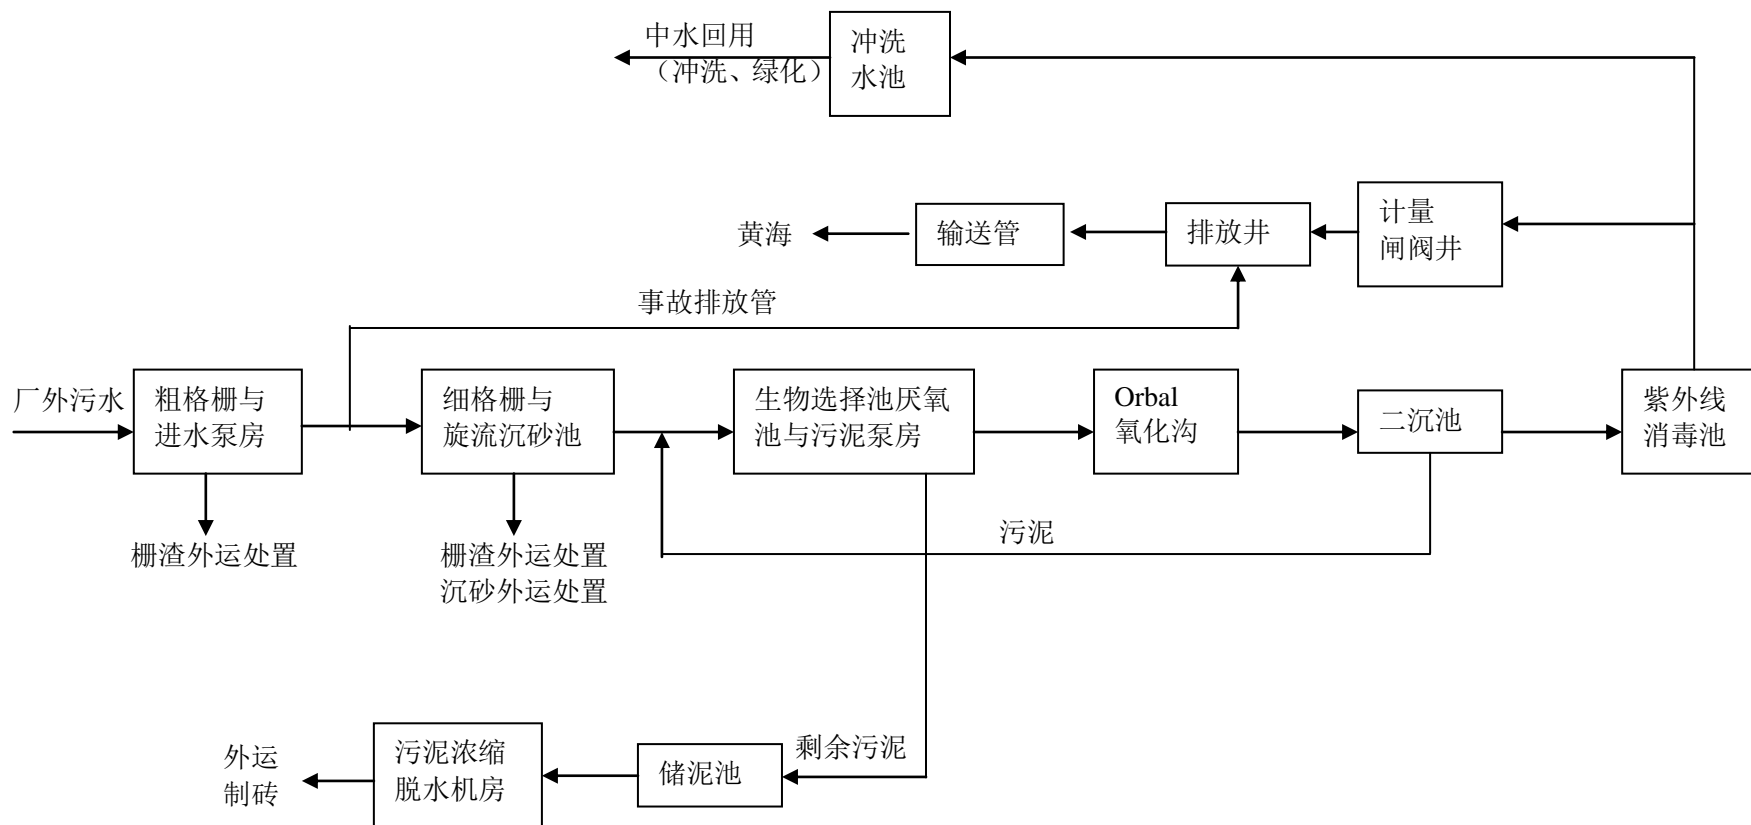 中水回用
（冲洗、绿化）
冲洗
水池
黄海
输送管
排放井
计量
闸阀井
事故排放管
厂外污水
粗格栅与
进水泵房
细格栅与
旋流沉砂池
生物选择池厌氧
池与污泥泵房
Orbal
氧化沟
二沉池
紫外线
消毒池
栅渣外运处置
栅渣外运处置
沉砂外运处置
污泥
外运
制砖
污泥浓缩
脱水机房
储泥池
剩余污泥